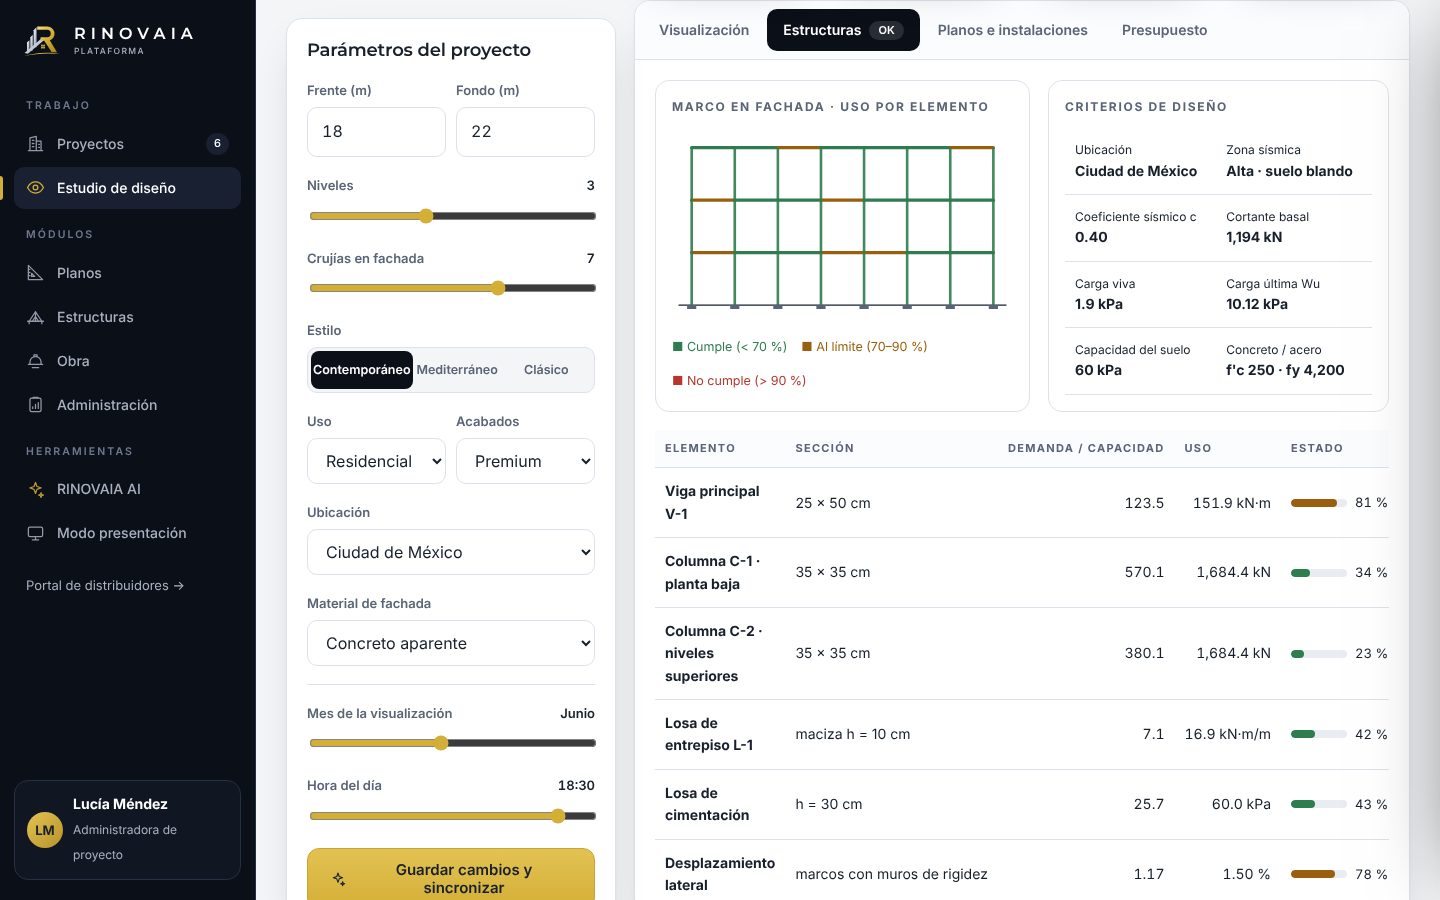 RINOVAIA
PLATAFORMA
TRABAJO
Proyectos 6
Estudio de diseño
MÓDULOS
Planos
Estructuras
Obra
Administración
HERRAMIENTAS
RINOVAIA AI
Modo presentación
Portal de distribuidores →
LM
Lucía Méndez
Administradora de
proyecto
Parámetros del proyecto
Frente (m) Fondo (m)
18 22
Niveles 3
Crujías en fachada 7
Estilo
Contemporáneo Mediterráneo Clásico
Uso Acabados
Residencial Premium
Ubicación
Ciudad de México
Material de fachada
Concreto aparente
Mes de la visualización Junio
Hora del día 18:30
Guardar cambios y
sincronizar
Visualización Estructuras OK Planos e instalaciones Presupuesto
MARCO EN FACHADA · USO POR ELEMENTO
Cumple (< 70 %) Al límite (70–90 %)
No cumple (> 90 %)
CRITERIOS DE DISEÑO
Ubicación Zona sísmica
Ciudad de México Alta · suelo blando
Coeficiente sísmico c Cortante basal
0.40 1,194 kN
Carga viva Carga última Wu
1.9 kPa 10.12 kPa
Capacidad del suelo Concreto / acero
60 kPa f'c 250 · fy 4,200
ELEMENTO SECCIÓN DEMANDA / CAPACIDAD USO ESTADO
Viga principal
V-1 25 × 50 cm 123.5 151.9 kN·m 81 %
Columna C-1 ·
planta baja 35 × 35 cm 570.1 1,684.4 kN 34 %
Columna C-2 ·
niveles 35 × 35 cm 380.1 1,684.4 kN 23 %
superiores
Losa de
entrepiso L-1 maciza h = 10 cm 7.1 16.9 kN·m/m 42 %
Losa de
cimentación h = 30 cm 25.7 60.0 kPa 43 %
Desplazamiento
lateral marcos con muros de rigidez 1.17 1.50 % 78 %